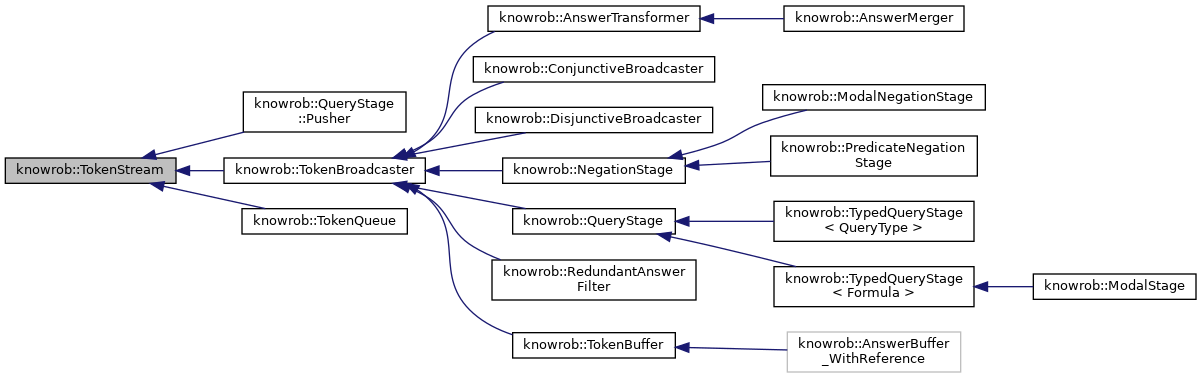 knowrob::TokenStream
knowrob::QueryStage
::Pusher
knowrob::TokenBroadcaster
knowrob::TokenQueue
knowrob::AnswerTransformer
knowrob::ConjunctiveBroadcaster
knowrob::DisjunctiveBroadcaster
knowrob::NegationStage
knowrob::QueryStage
knowrob::RedundantAnswer
Filter
knowrob::TokenBuffer
knowrob::AnswerMerger
knowrob::ModalNegationStage
knowrob::PredicateNegation
Stage
knowrob::TypedQueryStage
< QueryType >
knowrob::TypedQueryStage
< Formula >
knowrob::AnswerBuffer
_WithReference
knowrob::ModalStage